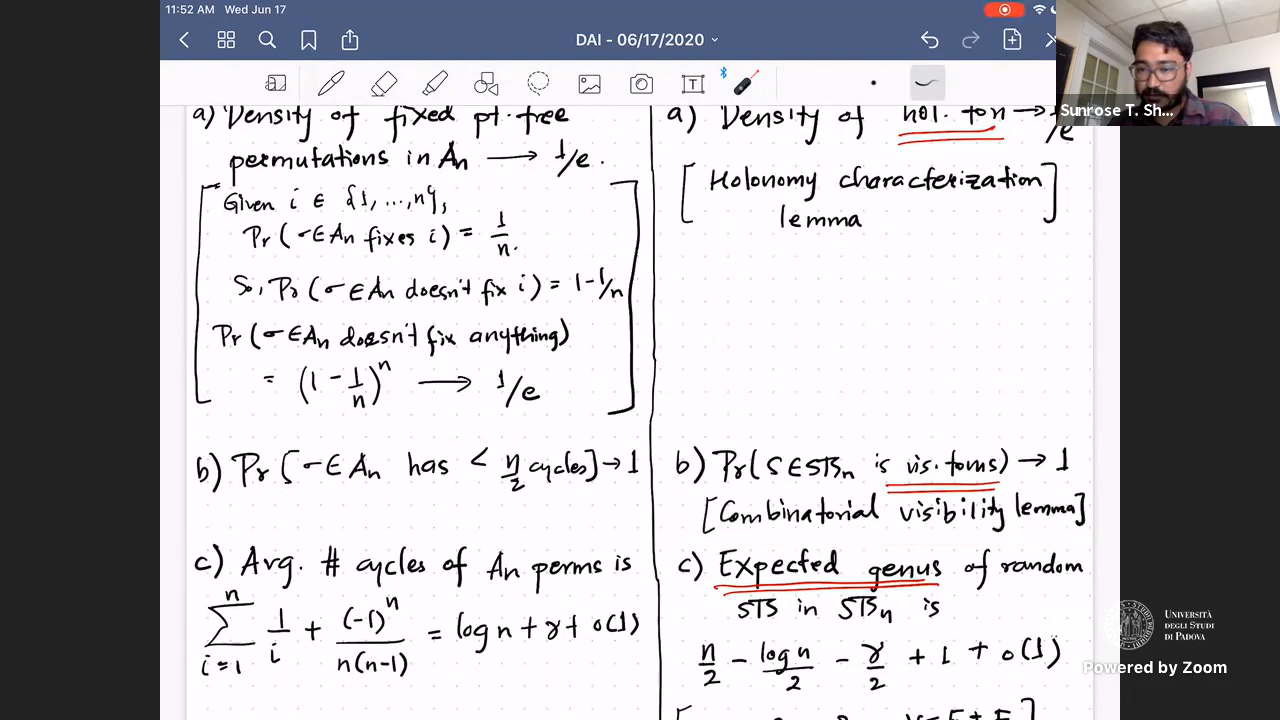 11:52 AM Wed Jun 17
DAI - 06/17/2020
Sunrose T. Sh...
a) Density of fixed pt. free
permutations in An → 1/e.
[Given i ∈ {1, ..., n},
Pr (σ∈An fixes i) = 1/n.
So, Pr (σ∈An doesn't fix i) = 1-1/n
Pr (σ∈An doesn't fix anything)
= (1 - 1/n)^n → 1/e]
b) Pr [σ∈An has < n/2 cycles] → 1
c) Avg. # cycles of An perms is
∑_{i=1}^{n} 1/i + (-1)^n / n(n-1) = log n + γ + o(1)
a) Density of hol. ton → 1/e
[Holonomy characterization
lemma]
b) Pr(S∈STSn is vis. torus) → 1
[Combinatorial visibility lemma]
c) Expected genus of random
STS in STSn is
n/2 - log n/2 - γ/2 + 1 + o(1)
UNIVERSITÀ
DEGLI STUDI
DI PADOVA
Powered by Zoom